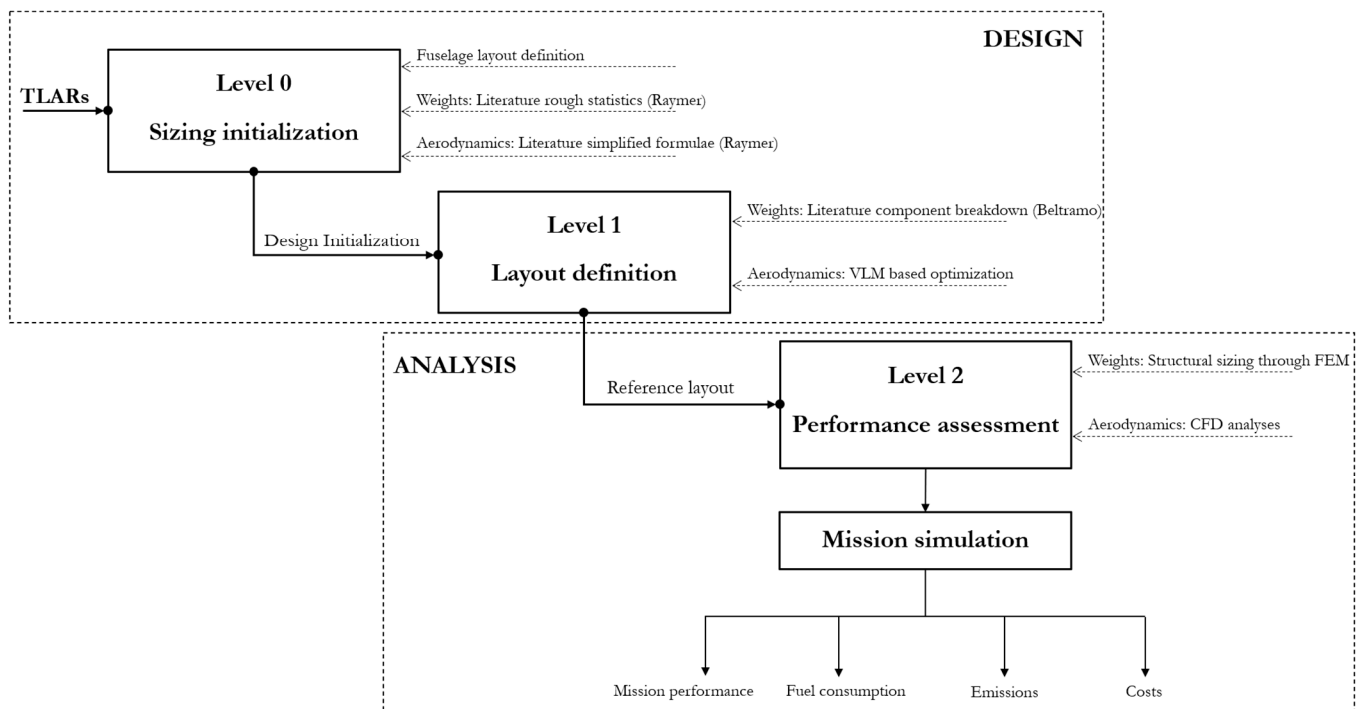 DESIGN
TLARs
Level 0
Sizing initialization
Fuselage layout definition
Weights: Literature rough statistics (Raymer)
Aerodynamics: Literature simplified formulae (Raymer)
Design Initialization
Level 1
Layout definition
Weights: Literature component breakdown (Beltramo)
Aerodynamics: VLM based optimization
ANALYSIS
Reference layout
Level 2
Performance assessment
Weights: Structural sizing through FEM
Aerodynamics: CFD analyses
Mission simulation
Mission performance
Fuel consumption
Emissions
Costs